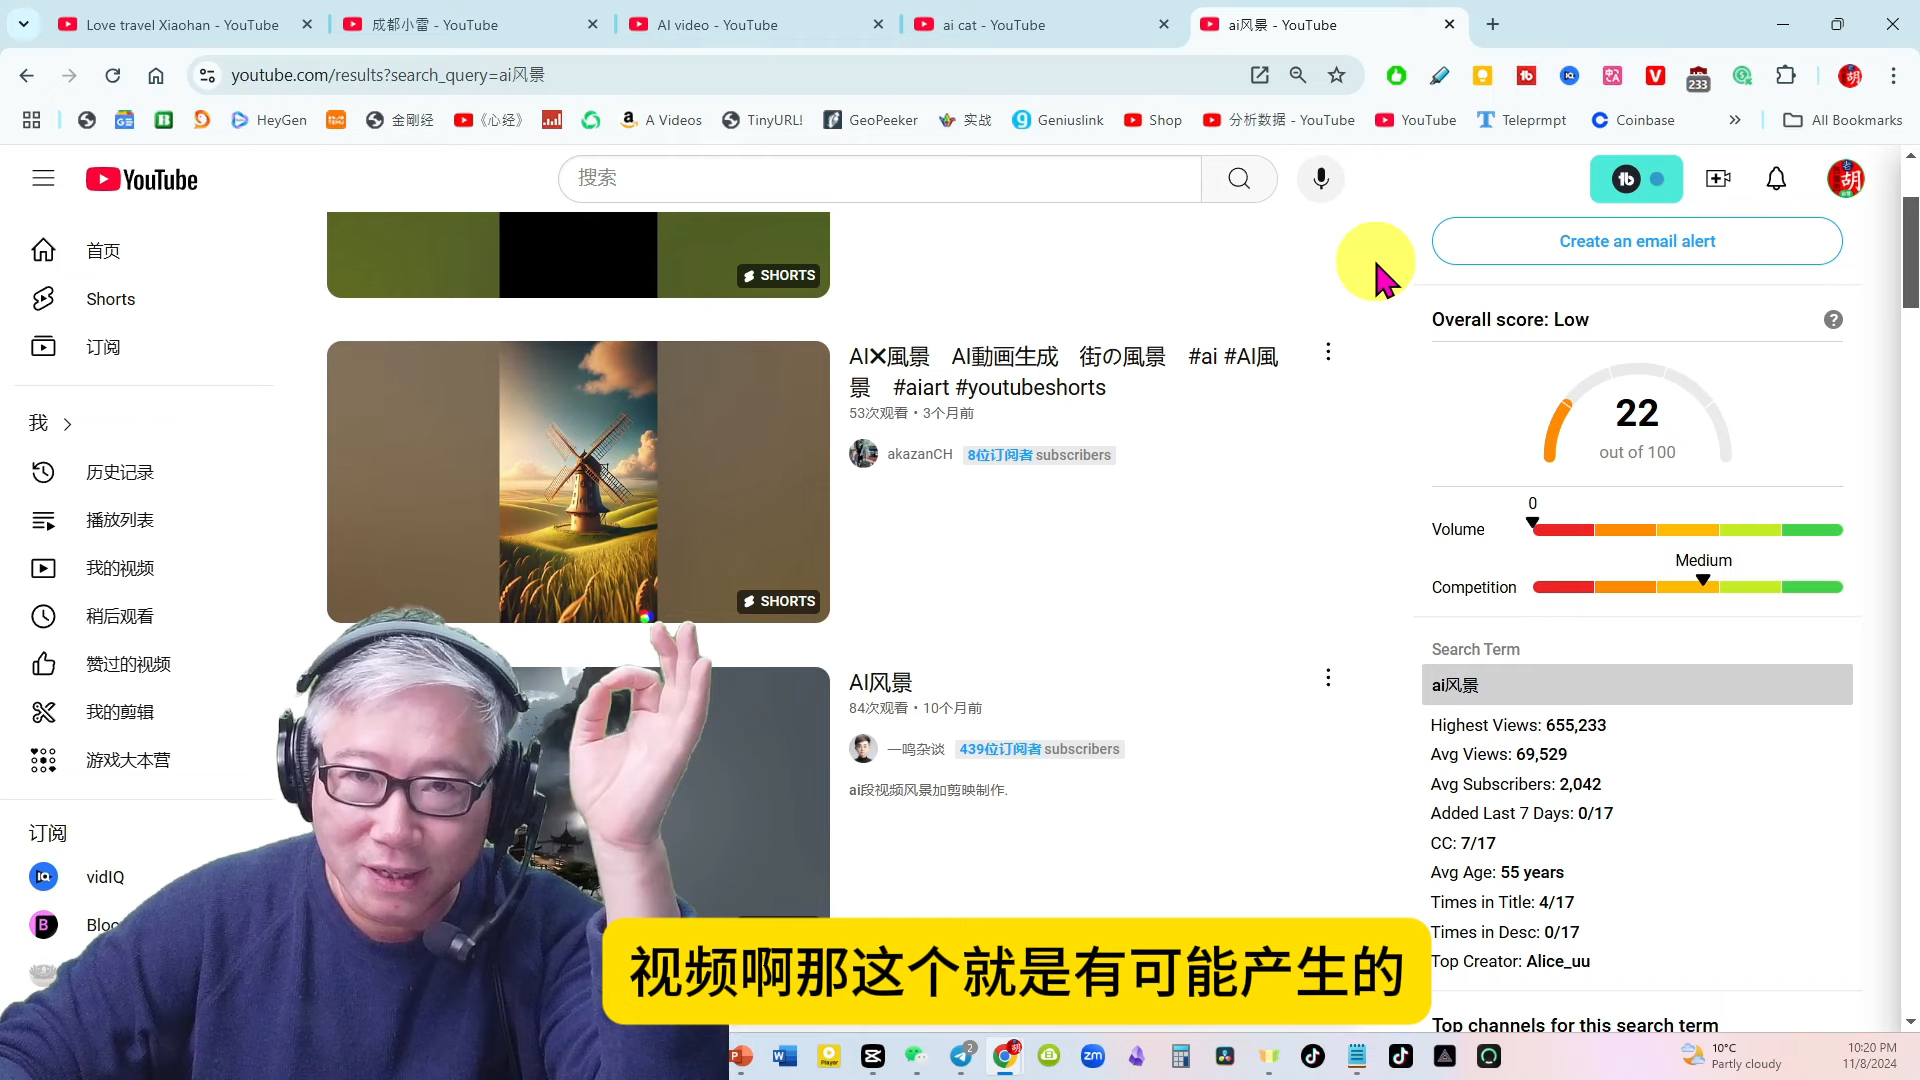 Love travel Xiaohan - YouTube
成都小雷 - YouTube
AI video - YouTube
ai cat - YouTube
ai风景 - YouTube
youtube.com/results?search_query=ai风景
233
HeyGen
金刚经
《心经》
A Videos
TinyURL!
GeoPeeker
实战
Geniuslink
Shop
分析数据 - YouTube
YouTube
Teleprmpt
Coinbase
All Bookmarks
YouTube
搜索
首页
Shorts
订阅
我
历史记录
播放列表
我的视频
稍后观看
赞过的视频
我的剪辑
游戏大本营
订阅
vidIQ
SHORTS
AI❌風景　AI動画生成　街の風景　#ai #AI風
景　#aiart #youtubeshorts
53次观看・3个月前
akazanCH
8位订阅者 subscribers
SHORTS
AI风景
84次观看・10个月前
一鸣杂谈
439位订阅者 subscribers
ai段视频风景加剪映制作.
Create an email alert
Overall score: Low
22
out of 100
0
Volume
Medium
Competition
Search Term
ai风景
Highest Views: 655,233
Avg Views: 69,529
Avg Subscribers: 2,042
Added Last 7 Days: 0/17
CC: 7/17
Avg Age: 55 years
Times in Title: 4/17
Times in Desc: 0/17
Top Creator: Alice_uu
Top channels for this search term
视频啊那这个就是有可能产生的
10°C
Partly cloudy
10:20 PM
11/8/2024